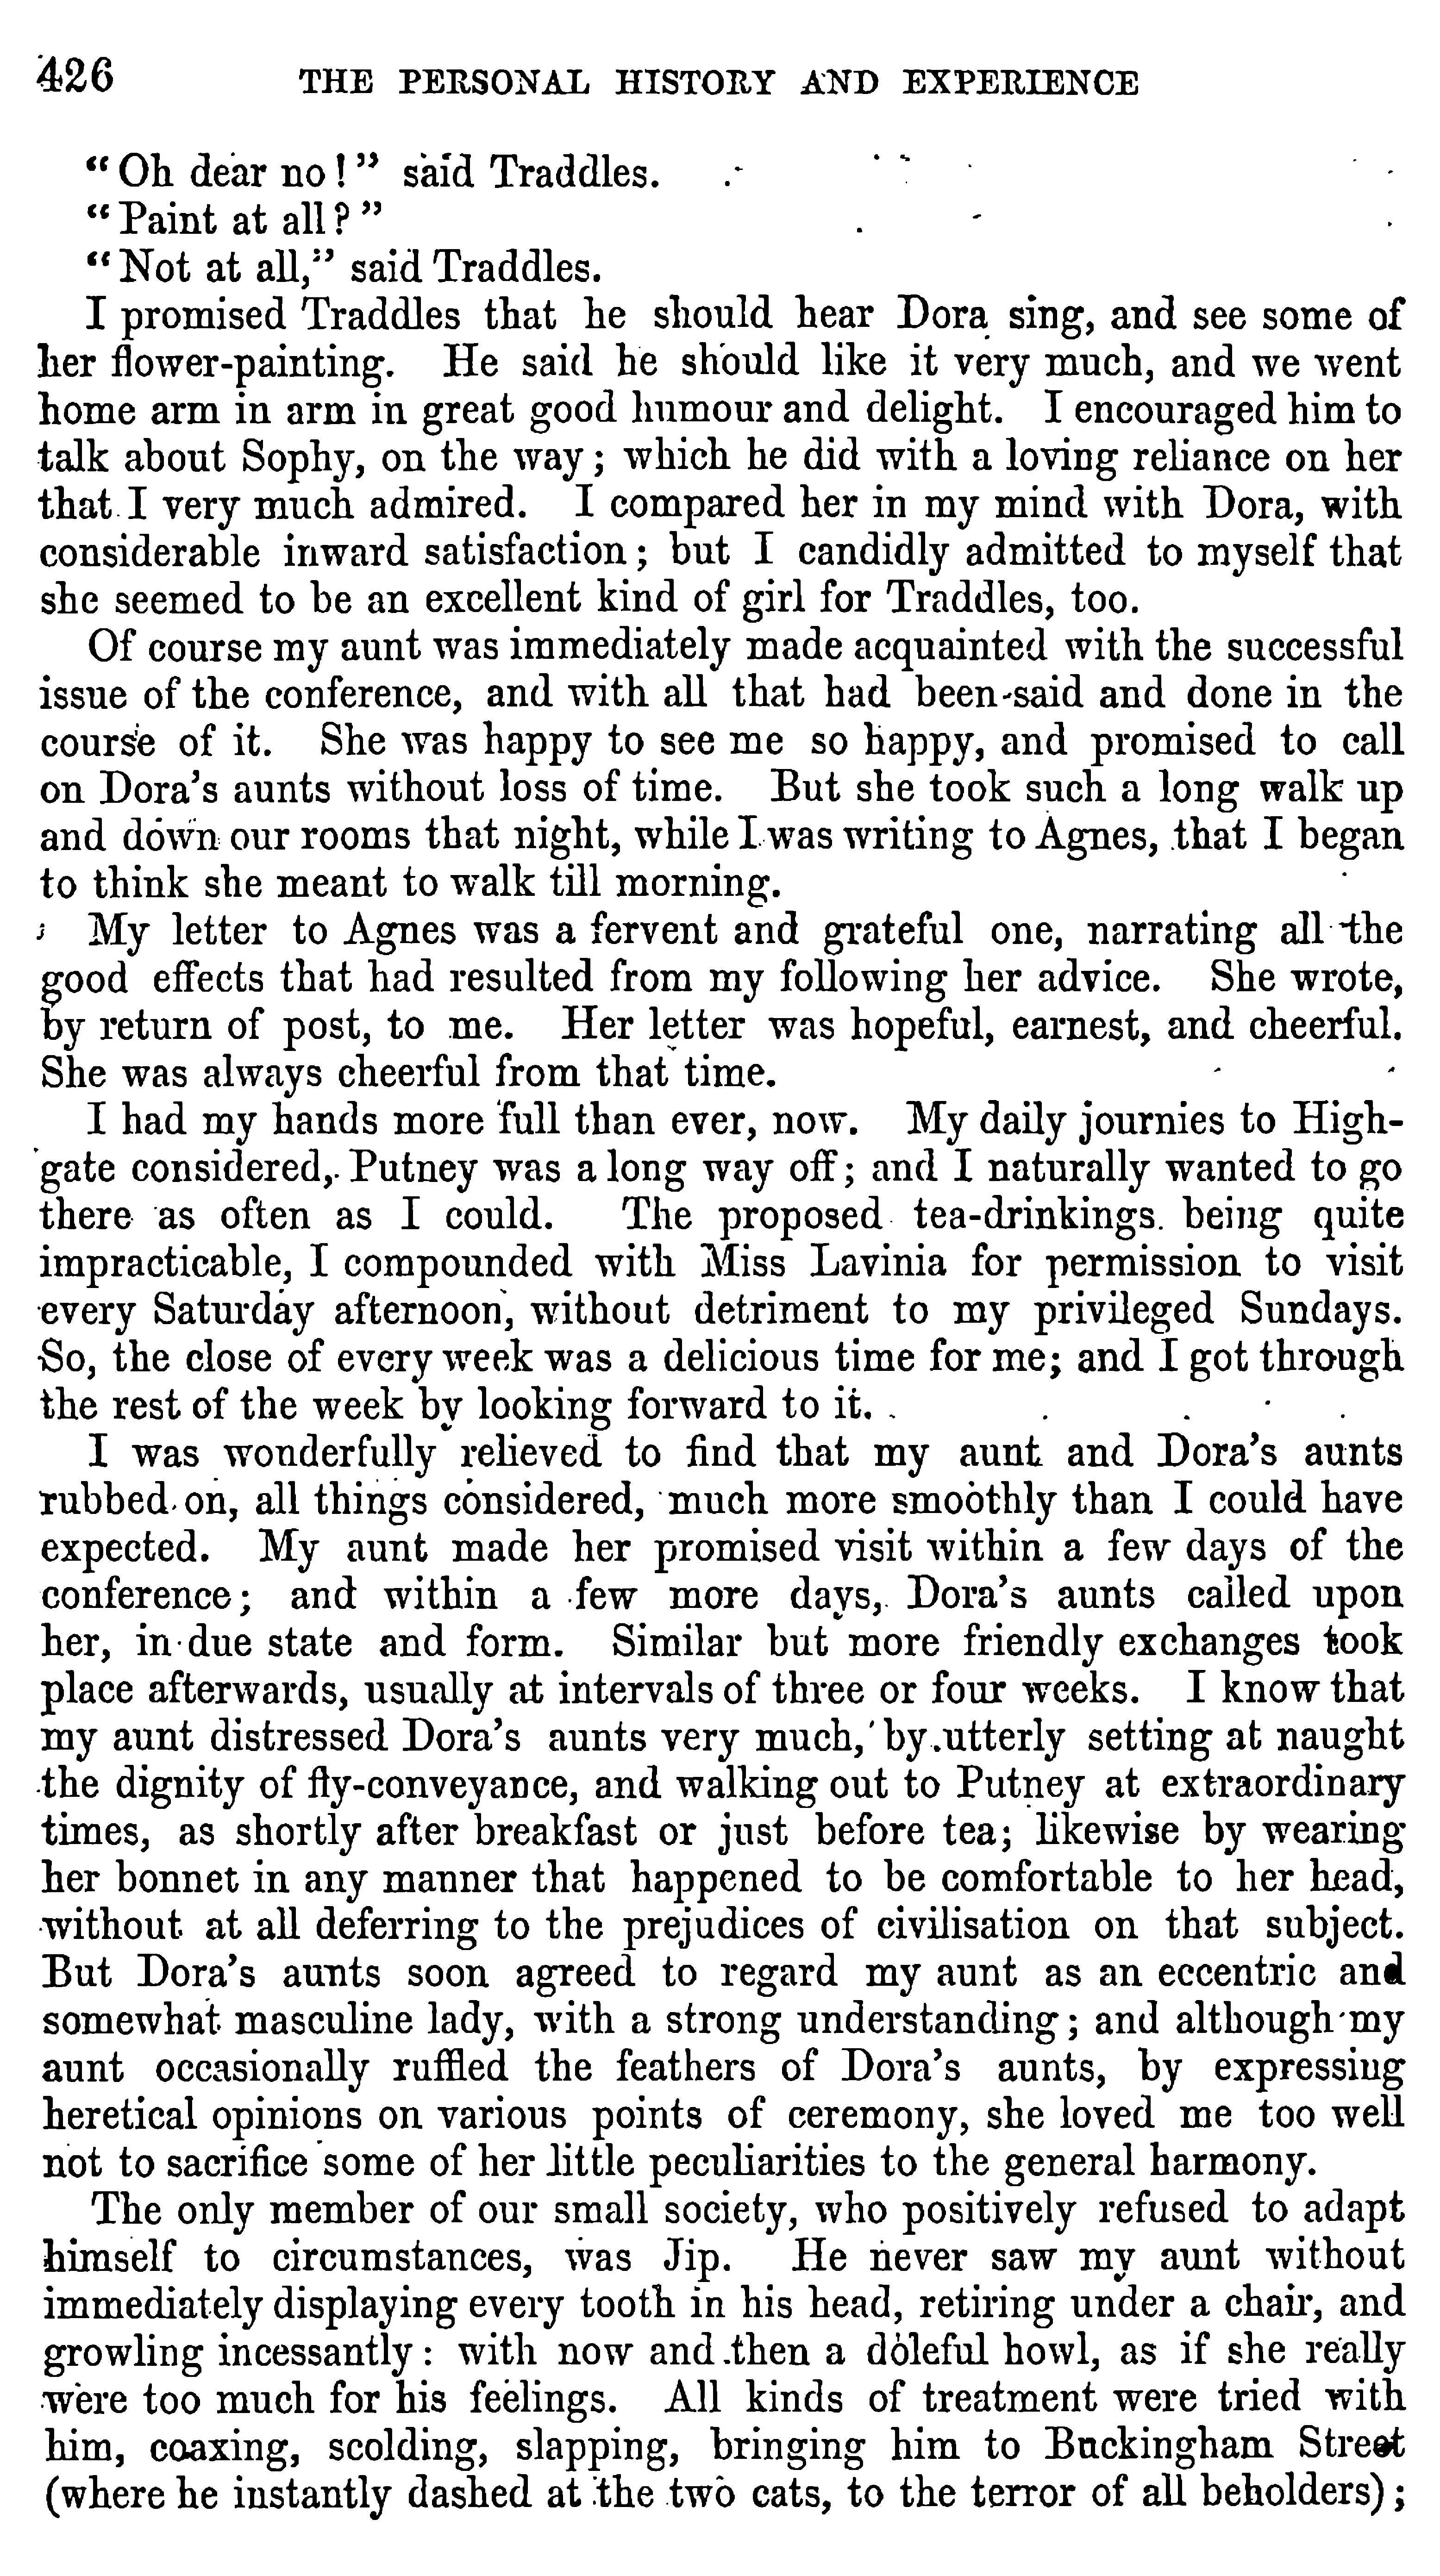 426 THE PERSONAL HISTORY AND EXPERIENCE
“Oh dear no!” said Traddles.
“Paint at all?”
“Not at all,” said Traddles.
I promised Traddles that he should hear Dora sing, and see some of
her flower-painting. He said he should like it very much, and we went
home arm in arm in great good humour and delight. I encouraged him to
talk about Sophy, on the way; which he did with a loving reliance on her
that I very much admired. I compared her in my mind with Dora, with
considerable inward satisfaction; but I candidly admitted to myself that
she seemed to be an excellent kind of girl for Traddles, too.
Of course my aunt was immediately made acquainted with the successful
issue of the conference, and with all that had been said and done in the
course of it. She was happy to see me so happy, and promised to call
on Dora’s aunts without loss of time. But she took such a long walk up
and down our rooms that night, while I was writing to Agnes, that I began
to think she meant to walk till morning.
My letter to Agnes was a fervent and grateful one, narrating all the
good effects that had resulted from my following her advice. She wrote,
by return of post, to me. Her letter was hopeful, earnest, and cheerful.
She was always cheerful from that time.
I had my hands more full than ever, now. My daily journies to High-
gate considered, Putney was a long way off; and I naturally wanted to go
there as often as I could. The proposed tea-drinkings being quite
impracticable, I compounded with Miss Lavinia for permission to visit
every Saturday afternoon, without detriment to my privileged Sundays.
So, the close of every week was a delicious time for me; and I got through
the rest of the week by looking forward to it.
I was wonderfully relieved to find that my aunt and Dora’s aunts
rubbed on, all things considered, much more smoothly than I could have
expected. My aunt made her promised visit within a few days of the
conference; and within a few more days, Dora’s aunts called upon
her, in due state and form. Similar but more friendly exchanges took
place afterwards, usually at intervals of three or four weeks. I know that
my aunt distressed Dora’s aunts very much, by utterly setting at naught
the dignity of fly-conveyance, and walking out to Putney at extraordinary
times, as shortly after breakfast or just before tea; likewise by wearing
her bonnet in any manner that happened to be comfortable to her head,
without at all deferring to the prejudices of civilisation on that subject.
But Dora’s aunts soon agreed to regard my aunt as an eccentric and
somewhat masculine lady, with a strong understanding; and although my
aunt occasionally ruffled the feathers of Dora’s aunts, by expressing
heretical opinions on various points of ceremony, she loved me too well
not to sacrifice some of her little peculiarities to the general harmony.
The only member of our small society, who positively refused to adapt
himself to circumstances, was Jip. He never saw my aunt without
immediately displaying every tooth in his head, retiring under a chair, and
growling incessantly: with now and then a doleful howl, as if she really
were too much for his feelings. All kinds of treatment were tried with
him, coaxing, scolding, slapping, bringing him to Buckingham Street
(where he instantly dashed at the two cats, to the terror of all beholders);